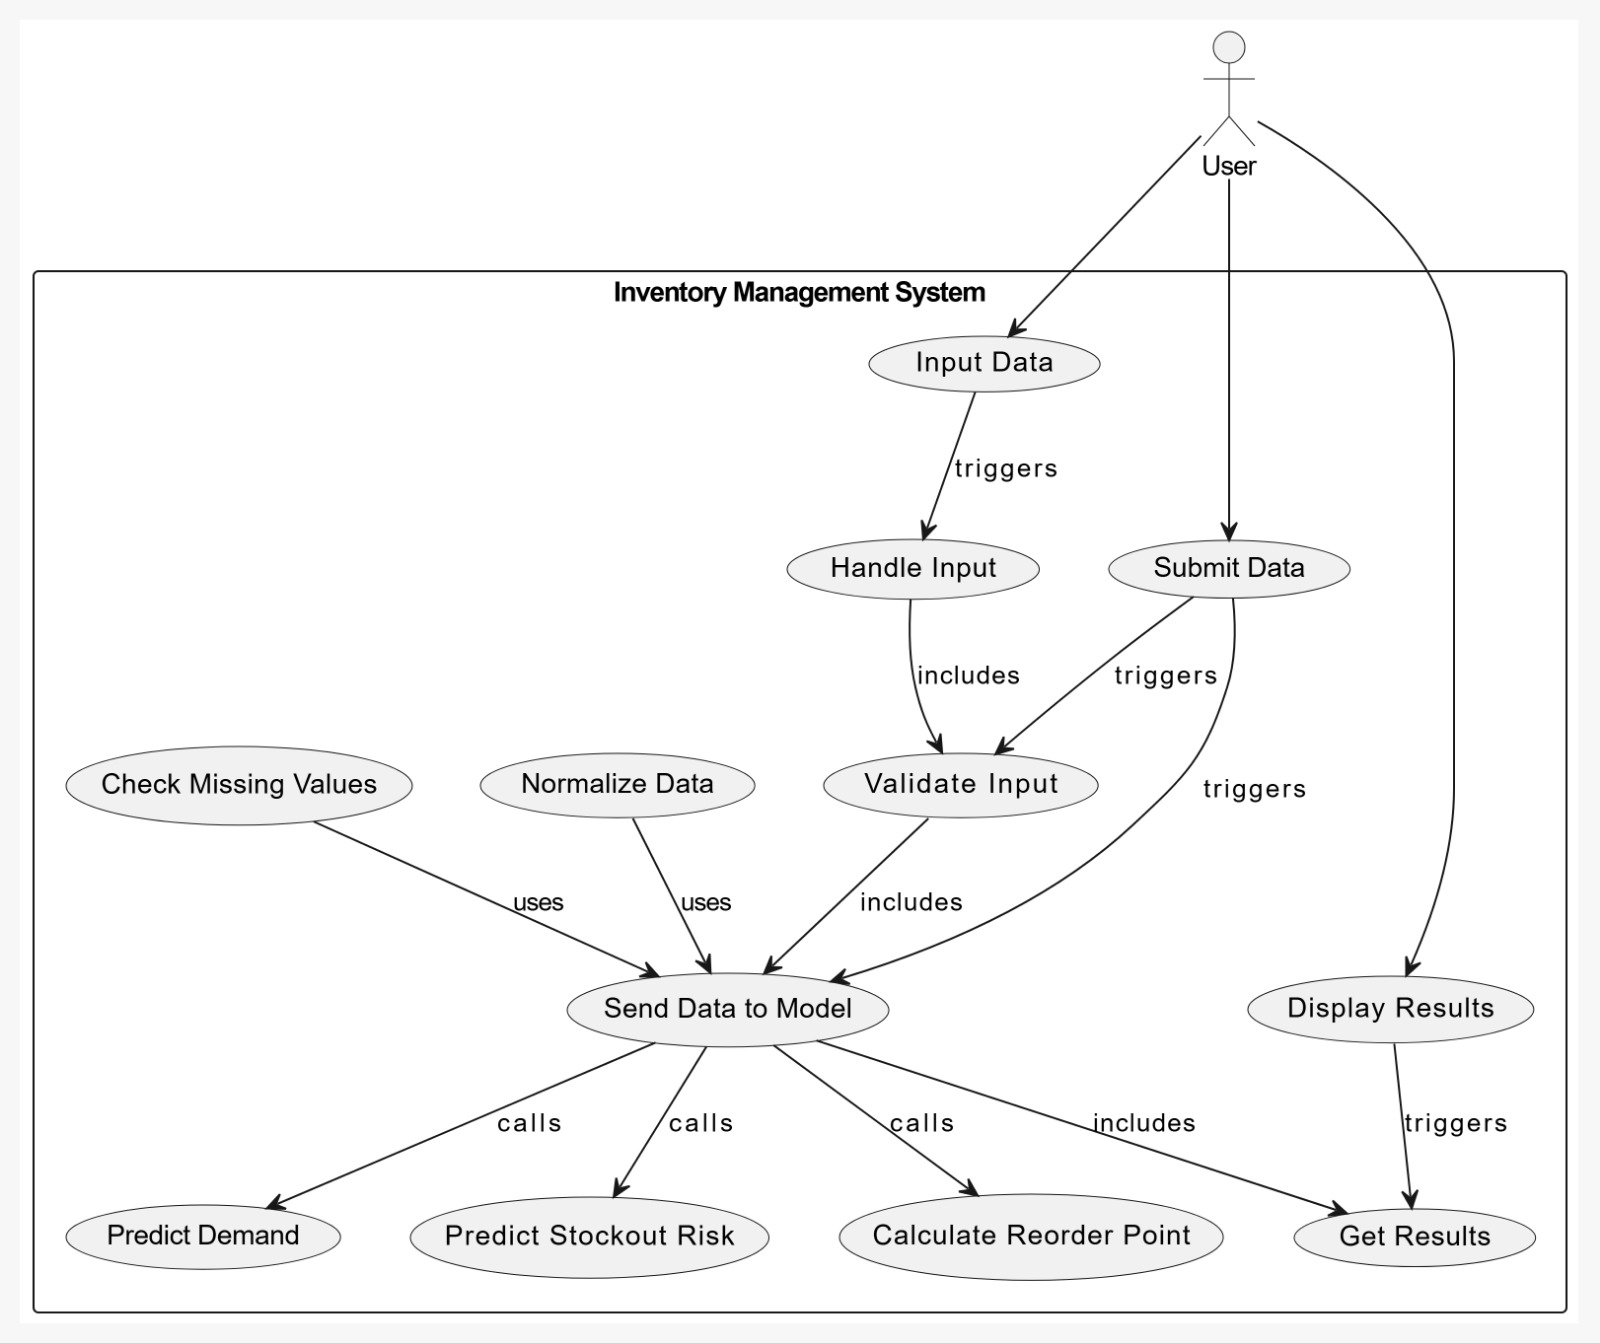 User
Inventory Management System
Input Data
triggers
Handle Input
Submit Data
includes
triggers
Check Missing Values
Normalize Data
Validate Input
triggers
uses
uses
includes
Send Data to Model
Display Results
calls
calls
calls
includes
triggers
Predict Demand
Predict Stockout Risk
Calculate Reorder Point
Get Results